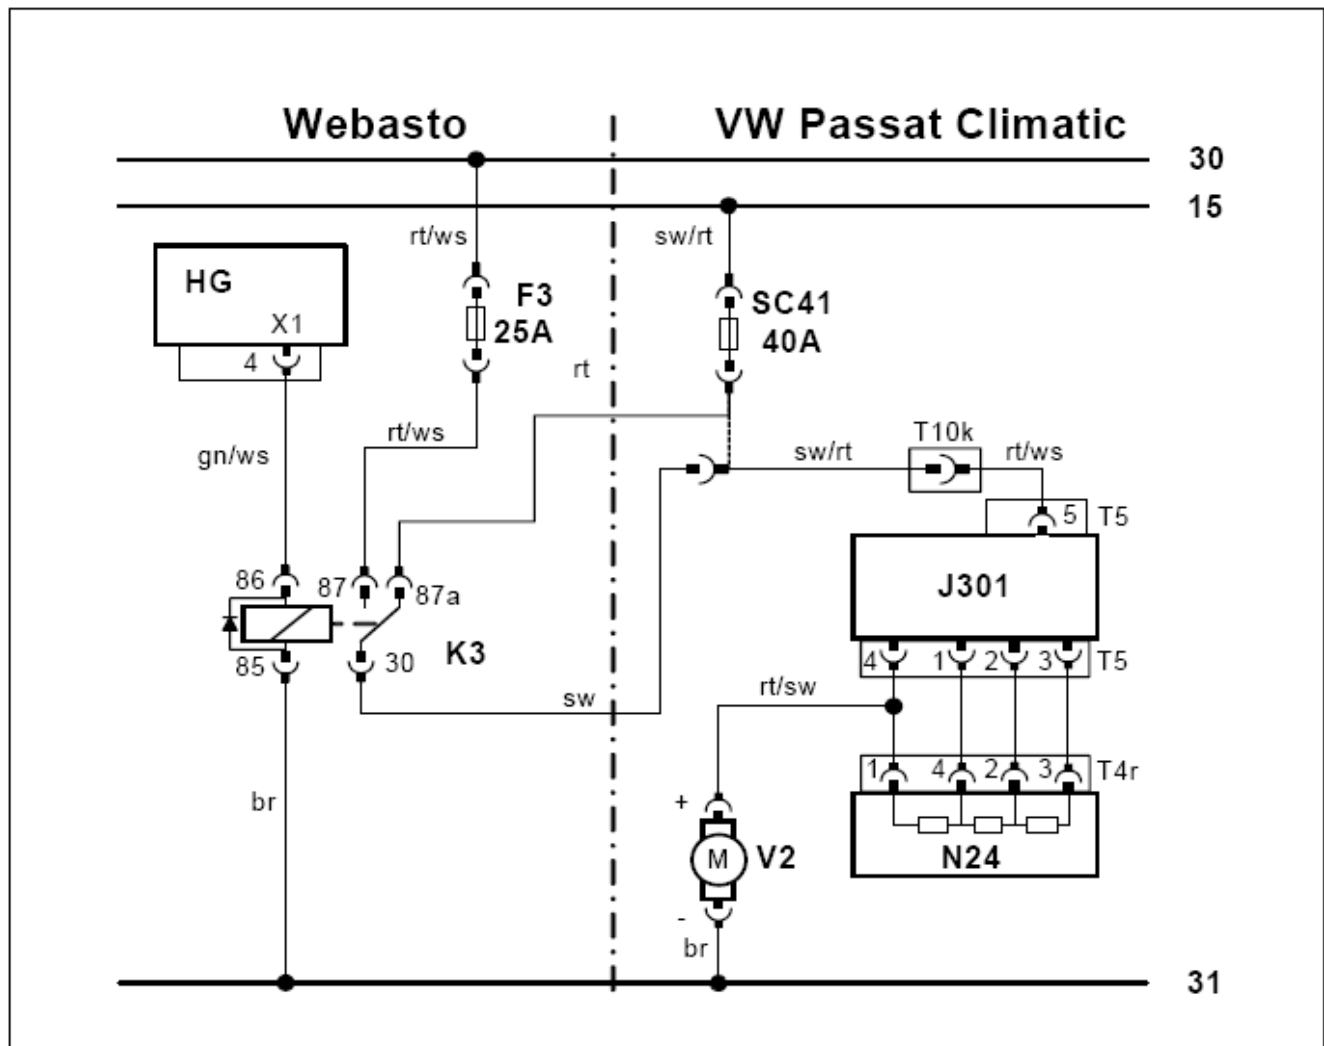 Webasto
VW Passat Climatic
30
15
rt/ws
sw/rt
HG
X1
4
F3
25A
SC41
40A
rt
rt/ws
gn/ws
sw/rt
T10k
rt/ws
5
T5
J301
86
87
87a
85
30
K3
4
1
2
3
T5
sw
rt/sw
1
4
2
3
T4r
N24
br
+
M
V2
-
br
31